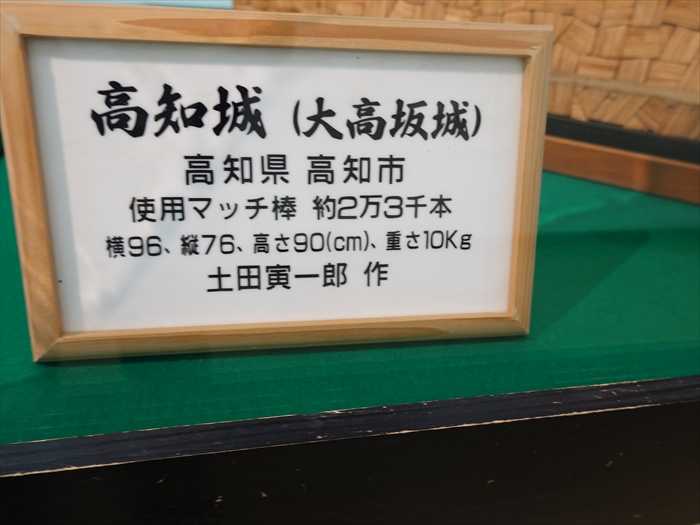 高知城(大高坂城)
高知県 高知市
使用マッチ棒 約2万3千本
横96、縦76、高さ90(cm)、重さ10Kg
土田寅一郎 作